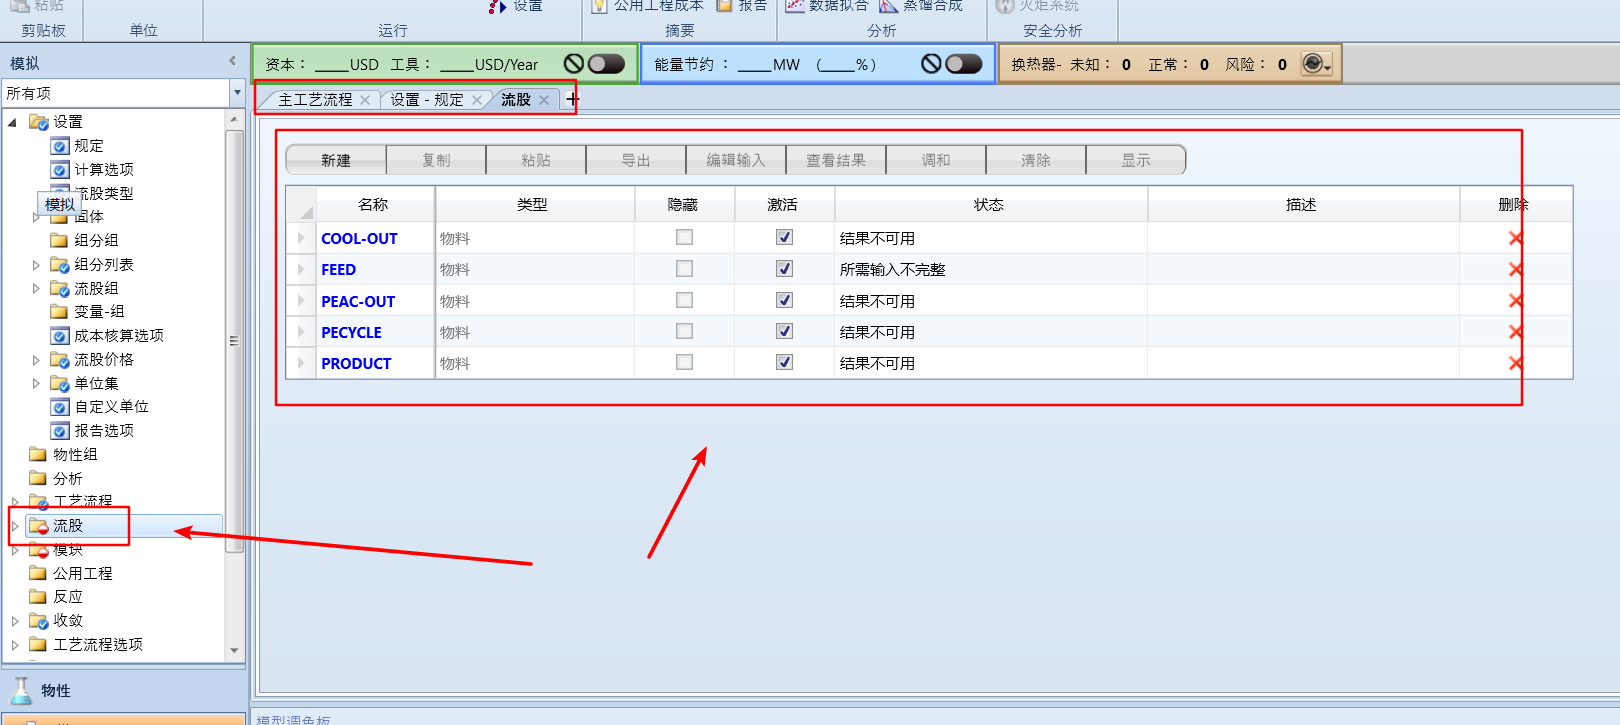 粘贴
设置
公用工程成本
报告
数据拟合
蒸馏合成
火炬系统
剪贴板
单位
运行
摘要
分析
安全分析
模拟
资本： ____USD 工具： ____USD/Year
能量节约 ： ____MW （____%）
换热器- 未知： 0 正常： 0 风险： 0
所有项
主工艺流程
设置 - 规定
流股
设置
规定
计算选项
流股类型
模拟
固体
组分组
组分列表
流股组
变量-组
成本核算选项
流股价格
单位集
自定义单位
报告选项
物性组
分析
工艺流程
流股
模块
公用工程
反应
收敛
工艺流程选项
物性
新建 复制 粘贴 导出 编辑输入 查看结果 调和 清除 显示
名称 类型 隐藏 激活 状态 描述 删除
COOL-OUT 物料 结果不可用
FEED 物料 所需输入不完整
PEAC-OUT 物料 结果不可用
PECYCLE 物料 结果不可用
PRODUCT 物料 结果不可用
模型调色板